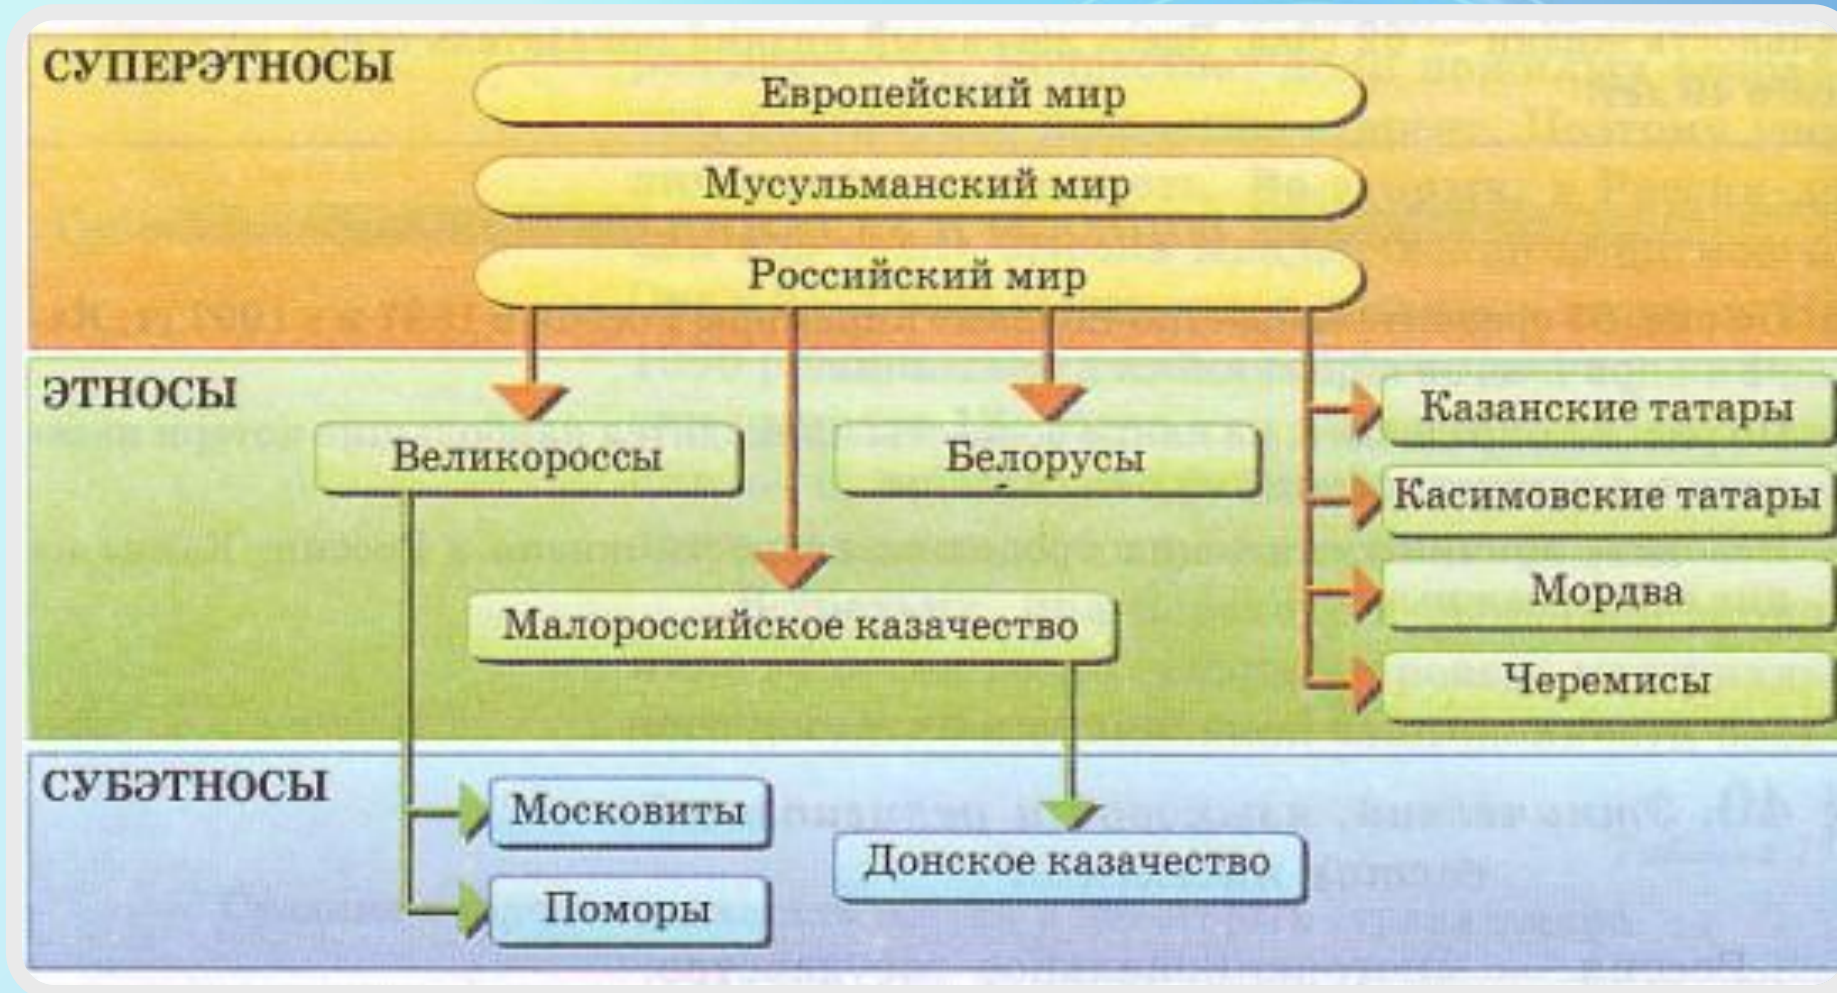 СУПЕРЭТНОСЫ
Европейский мир
Мусульманский мир
Российский мир
ЭТНОСЫ
Великороссы
Белорусы
Казанские татары
Касимовские татары
Малороссийское казачество
Мордва
Черемисы
СУБЭТНОСЫ
Московиты
Донское казачество
Поморы